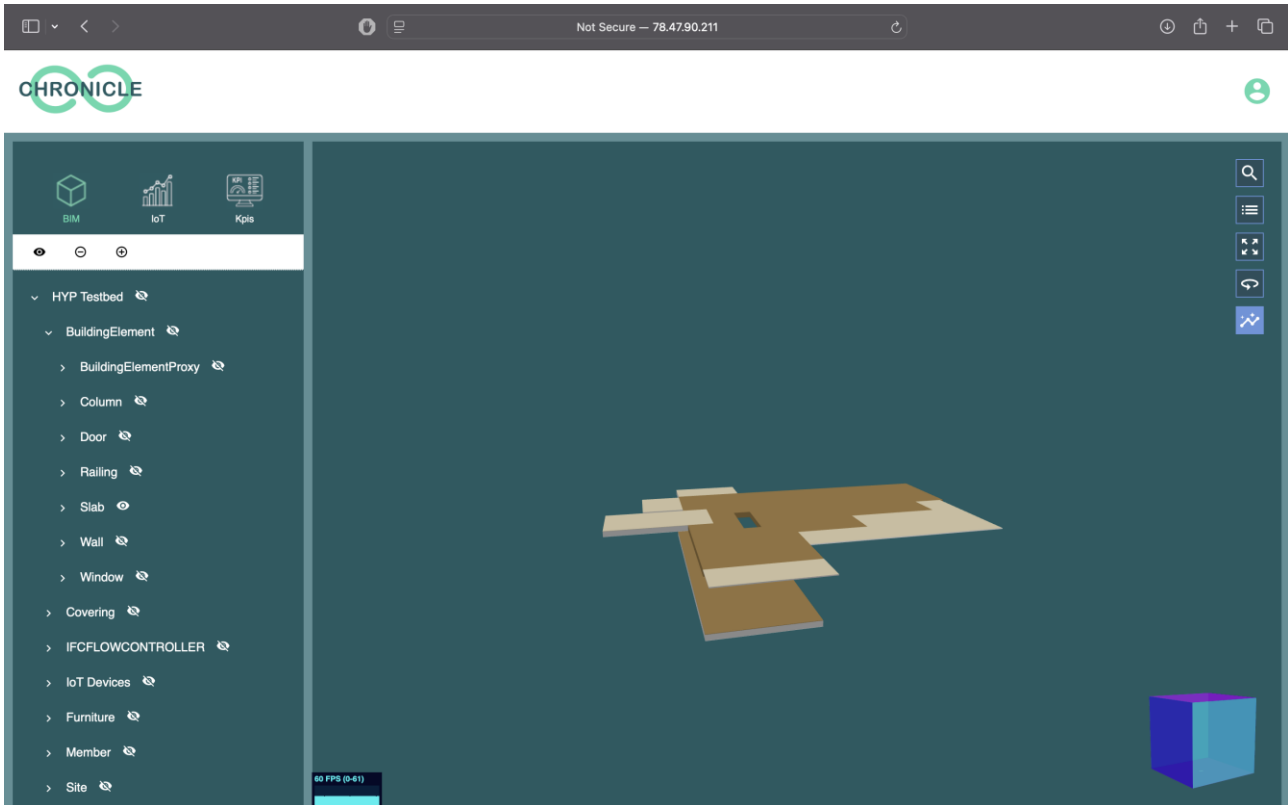 Not Secure — 78.47.90.211
CHRONICLE
BIM
IoT
KPI
Kpis
HYP Testbed
BuildingElement
BuildingElementProxy
Column
Door
Railing
Slab
Wall
Window
Covering
IFCFLOWCONTROLLER
IoT Devices
Furniture
Member
Site
60 FPS (0-61)